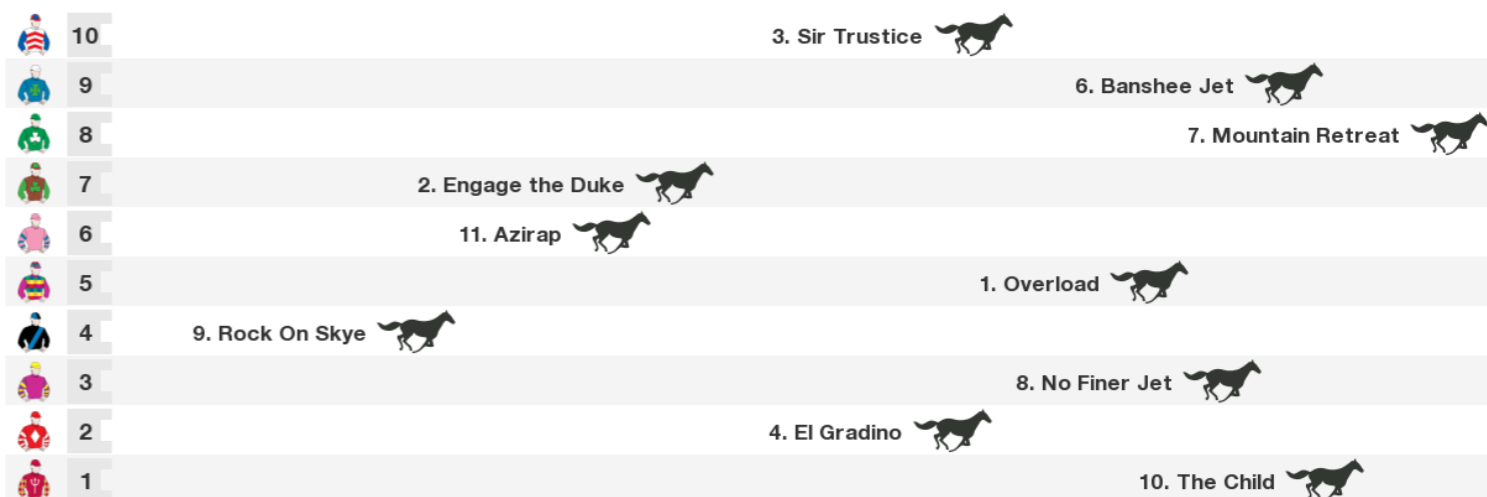 10 3. Sir Trustice
9 6. Banshee Jet
8 7. Mountain Retreat
7 2. Engage the Duke
6 11. Azirap
5 1. Overload
4 9. Rock On Skye
3 8. No Finer Jet
2 4. El Gradino
1 10. The Child